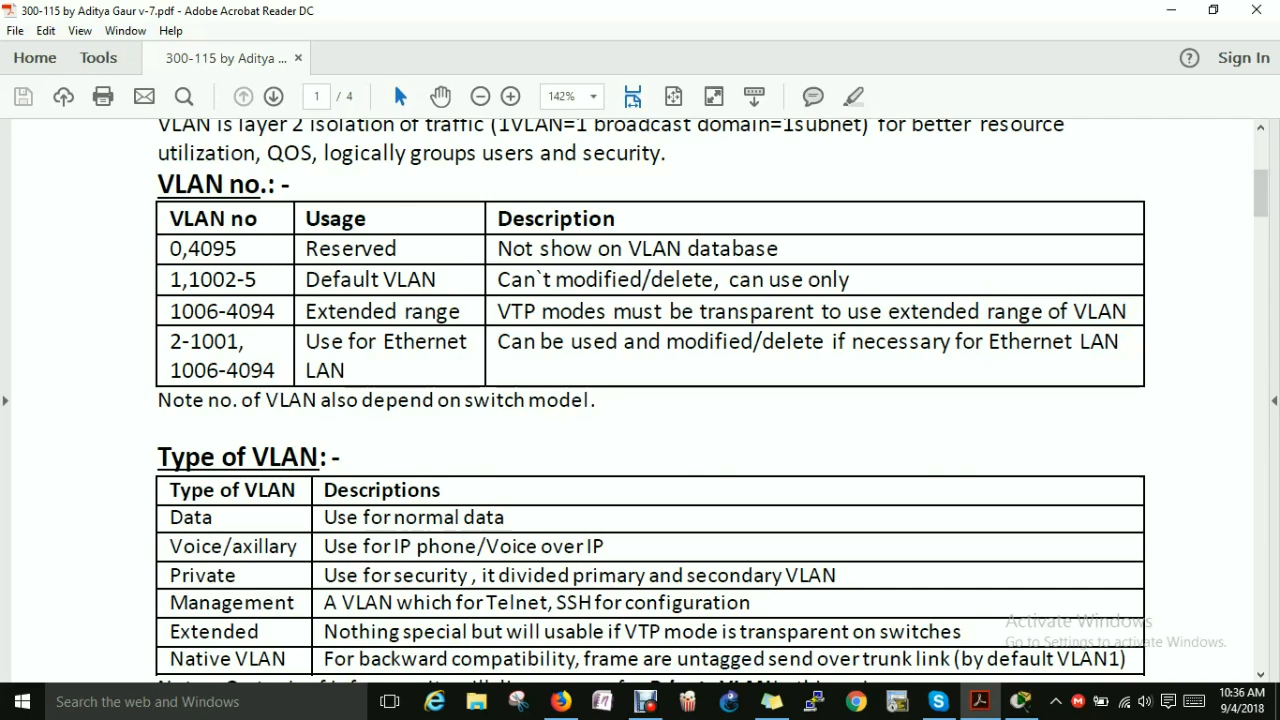 300-115 by Aditya Gaur v-7.pdf - Adobe Acrobat Reader DC
File Edit View Window Help
Home Tools 300-115 by Aditya ... × ? Sign In
1 / 4 142%
VLAN is layer 2 isolation of traffic (1VLAN=1 broadcast domain=1subnet) for better resource
utilization, QOS, logically groups users and security.
VLAN no.: -
VLAN no Usage Description
0,4095 Reserved Not show on VLAN database
1,1002-5 Default VLAN Can`t modified/delete, can use only
1006-4094 Extended range VTP modes must be transparent to use extended range of VLAN
2-1001, Use for Ethernet Can be used and modified/delete if necessary for Ethernet LAN
1006-4094 LAN
Note no. of VLAN also depend on switch model.
Type of VLAN: -
Type of VLAN Descriptions
Data Use for normal data
Voice/axillary Use for IP phone/Voice over IP
Private Use for security , it divided primary and secondary VLAN
Management A VLAN which for Telnet, SSH for configuration
Extended Nothing special but will usable if VTP mode is transparent on switches
Native VLAN For backward compatibility, frame are untagged send over trunk link (by default VLAN1)
Activate Windows
Go to Settings to activate Windows.
Search the web and Windows
10:36 AM
9/4/2018